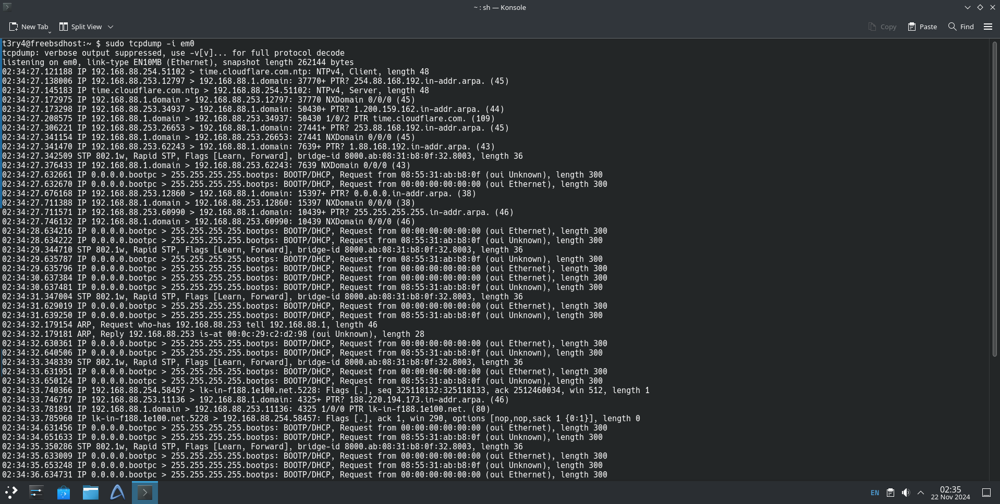 ~ : sh — Konsole
New Tab
Split View
Copy
Paste
Find
t3ry4@freebsdhost:~ $ sudo tcpdump -i em0
tcpdump: verbose output suppressed, use -v[v]... for full protocol decode
listening on em0, link-type EN10MB (Ethernet), snapshot length 262144 bytes
02:34:27.121188 IP 192.168.88.254.51102 > time.cloudflare.com.ntp: NTPv4, Client, length 48
02:34:27.138006 IP 192.168.88.253.12797 > 192.168.88.1.domain: 37770+ PTR? 254.88.168.192.in-addr.arpa. (45)
02:34:27.145183 IP time.cloudflare.com.ntp > 192.168.88.254.51102: NTPv4, Server, length 48
02:34:27.172975 IP 192.168.88.1.domain > 192.168.88.253.12797: 37770 NXDomain 0/0/0 (45)
02:34:27.173298 IP 192.168.88.253.34937 > 192.168.88.1.domain: 50430+ PTR? 1.200.159.162.in-addr.arpa. (44)
02:34:27.208575 IP 192.168.88.1.domain > 192.168.88.253.34937: 50430 1/0/2 PTR time.cloudflare.com. (109)
02:34:27.306221 IP 192.168.88.253.26653 > 192.168.88.1.domain: 27441+ PTR? 253.88.168.192.in-addr.arpa. (45)
02:34:27.341154 IP 192.168.88.1.domain > 192.168.88.253.26653: 27441 NXDomain 0/0/0 (45)
02:34:27.341470 IP 192.168.88.253.62243 > 192.168.88.1.domain: 7639+ PTR? 1.88.168.192.in-addr.arpa. (43)
02:34:27.342509 STP 802.1w, Rapid STP, Flags [Learn, Forward], bridge-id 8000.ab:08:31:b8:0f:32.8003, length 36
02:34:27.376433 IP 192.168.88.1.domain > 192.168.88.253.62243: 7639 NXDomain 0/0/0 (43)
02:34:27.632661 IP 0.0.0.0.bootpc > 255.255.255.255.bootps: BOOTP/DHCP, Request from 08:55:31:ab:b8:0f (oui Unknown), length 300
02:34:27.632670 IP 0.0.0.0.bootpc > 255.255.255.255.bootps: BOOTP/DHCP, Request from 00:00:00:00:00:00 (oui Ethernet), length 300
02:34:27.676168 IP 192.168.88.253.12860 > 192.168.88.1.domain: 15397+ PTR? 0.0.0.0.in-addr.arpa. (38)
02:34:27.711388 IP 192.168.88.1.domain > 192.168.88.253.12860: 15397 NXDomain 0/0/0 (38)
02:34:27.711571 IP 192.168.88.253.60990 > 192.168.88.1.domain: 10439+ PTR? 255.255.255.255.in-addr.arpa. (46)
02:34:27.746132 IP 192.168.88.1.domain > 192.168.88.253.60990: 10439 NXDomain 0/0/0 (46)
02:34:28.634216 IP 0.0.0.0.bootpc > 255.255.255.255.bootps: BOOTP/DHCP, Request from 00:00:00:00:00:00 (oui Ethernet), length 300
02:34:28.634222 IP 0.0.0.0.bootpc > 255.255.255.255.bootps: BOOTP/DHCP, Request from 08:55:31:ab:b8:0f (oui Unknown), length 300
02:34:29.344710 STP 802.1w, Rapid STP, Flags [Learn, Forward], bridge-id 8000.ab:08:31:b8:0f:32.8003, length 36
02:34:29.635787 IP 0.0.0.0.bootpc > 255.255.255.255.bootps: BOOTP/DHCP, Request from 08:55:31:ab:b8:0f (oui Unknown), length 300
02:34:29.635796 IP 0.0.0.0.bootpc > 255.255.255.255.bootps: BOOTP/DHCP, Request from 00:00:00:00:00:00 (oui Ethernet), length 300
02:34:30.637384 IP 0.0.0.0.bootpc > 255.255.255.255.bootps: BOOTP/DHCP, Request from 00:00:00:00:00:00 (oui Ethernet), length 300
02:34:30.637481 IP 0.0.0.0.bootpc > 255.255.255.255.bootps: BOOTP/DHCP, Request from 08:55:31:ab:b8:0f (oui Unknown), length 300
02:34:31.347004 STP 802.1w, Rapid STP, Flags [Learn, Forward], bridge-id 8000.ab:08:31:b8:0f:32.8003, length 36
02:34:31.629019 IP 0.0.0.0.bootpc > 255.255.255.255.bootps: BOOTP/DHCP, Request from 00:00:00:00:00:00 (oui Ethernet), length 300
02:34:31.639250 IP 0.0.0.0.bootpc > 255.255.255.255.bootps: BOOTP/DHCP, Request from 08:55:31:ab:b8:0f (oui Unknown), length 300
02:34:32.179154 ARP, Request who-has 192.168.88.253 tell 192.168.88.1, length 46
02:34:32.179181 ARP, Reply 192.168.88.253 is-at 00:0c:29:c2:d2:98 (oui Unknown), length 28
02:34:32.630361 IP 0.0.0.0.bootpc > 255.255.255.255.bootps: BOOTP/DHCP, Request from 00:00:00:00:00:00 (oui Ethernet), length 300
02:34:32.640506 IP 0.0.0.0.bootpc > 255.255.255.255.bootps: BOOTP/DHCP, Request from 08:55:31:ab:b8:0f (oui Unknown), length 300
02:34:33.348339 STP 802.1w, Rapid STP, Flags [Learn, Forward], bridge-id 8000.ab:08:31:b8:0f:32.8003, length 36
02:34:33.631951 IP 0.0.0.0.bootpc > 255.255.255.255.bootps: BOOTP/DHCP, Request from 00:00:00:00:00:00 (oui Ethernet), length 300
02:34:33.650124 IP 0.0.0.0.bootpc > 255.255.255.255.bootps: BOOTP/DHCP, Request from 08:55:31:ab:b8:0f (oui Unknown), length 300
02:34:33.740366 IP 192.168.88.254.58457 > lk-in-f188.1e100.net.5228: Flags [.], seq 325118132:325118133, ack 2512460034, win 512, length 1
02:34:33.746717 IP 192.168.88.253.11136 > 192.168.88.1.domain: 4325+ PTR? 188.220.194.173.in-addr.arpa. (46)
02:34:33.781891 IP 192.168.88.1.domain > 192.168.88.253.11136: 4325 1/0/0 PTR lk-in-f188.1e100.net. (80)
02:34:33.785960 IP lk-in-f188.1e100.net.5228 > 192.168.88.254.58457: Flags [.], ack 1, win 290, options [nop,nop,sack 1 {0:1}], length 0
02:34:34.631456 IP 0.0.0.0.bootpc > 255.255.255.255.bootps: BOOTP/DHCP, Request from 00:00:00:00:00:00 (oui Ethernet), length 300
02:34:34.651633 IP 0.0.0.0.bootpc > 255.255.255.255.bootps: BOOTP/DHCP, Request from 08:55:31:ab:b8:0f (oui Unknown), length 300
02:34:35.350286 STP 802.1w, Rapid STP, Flags [Learn, Forward], bridge-id 8000.ab:08:31:b8:0f:32.8003, length 36
02:34:35.633009 IP 0.0.0.0.bootpc > 255.255.255.255.bootps: BOOTP/DHCP, Request from 00:00:00:00:00:00 (oui Ethernet), length 300
02:34:35.653248 IP 0.0.0.0.bootpc > 255.255.255.255.bootps: BOOTP/DHCP, Request from 08:55:31:ab:b8:0f (oui Unknown), length 300
02:34:36.634731 IP 0.0.0.0.bootpc > 255.255.255.255.bootps: BOOTP/DHCP, Request from 00:00:00:00:00:00 (oui Ethernet), length 300
EN
02:35
22 Nov 2024